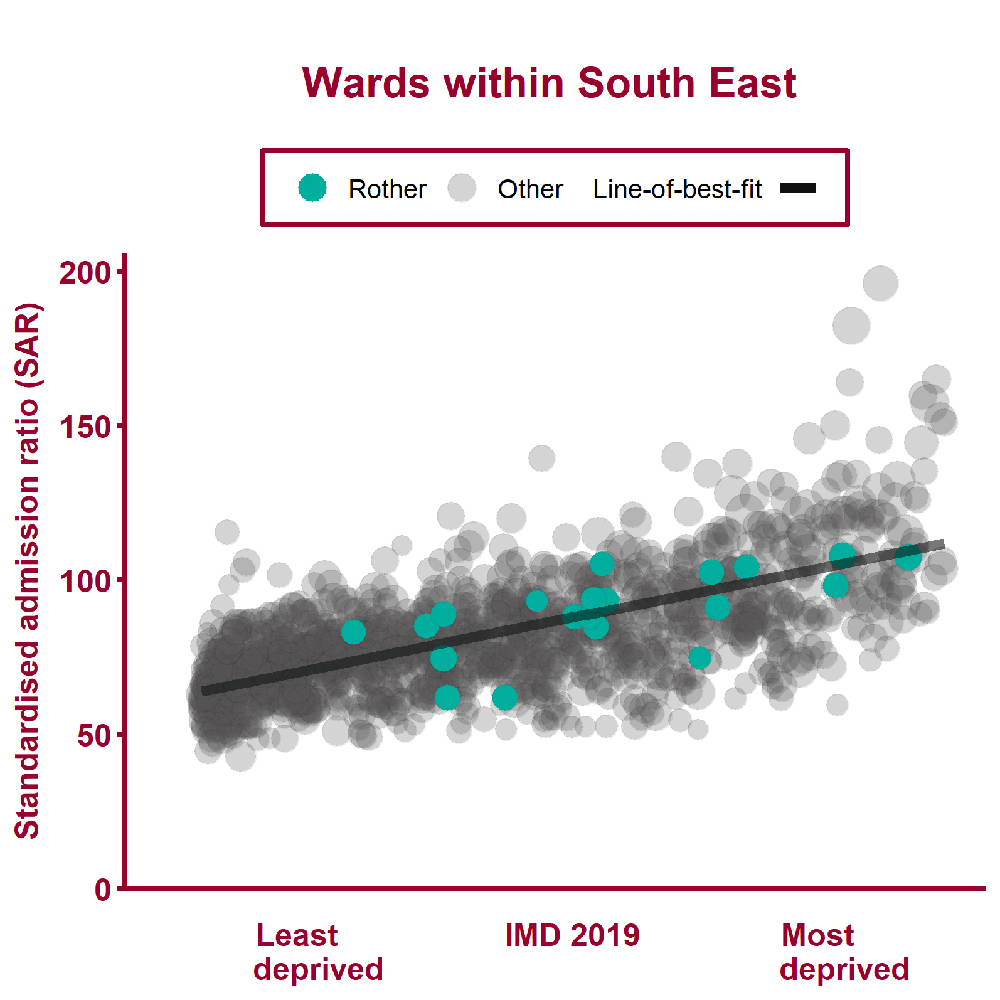 Wards within South East
Rother Other Line-of-best-fit
Standardised admission ratio (SAR)
200
150
100
50
0
Least deprived
IMD 2019
Most deprived